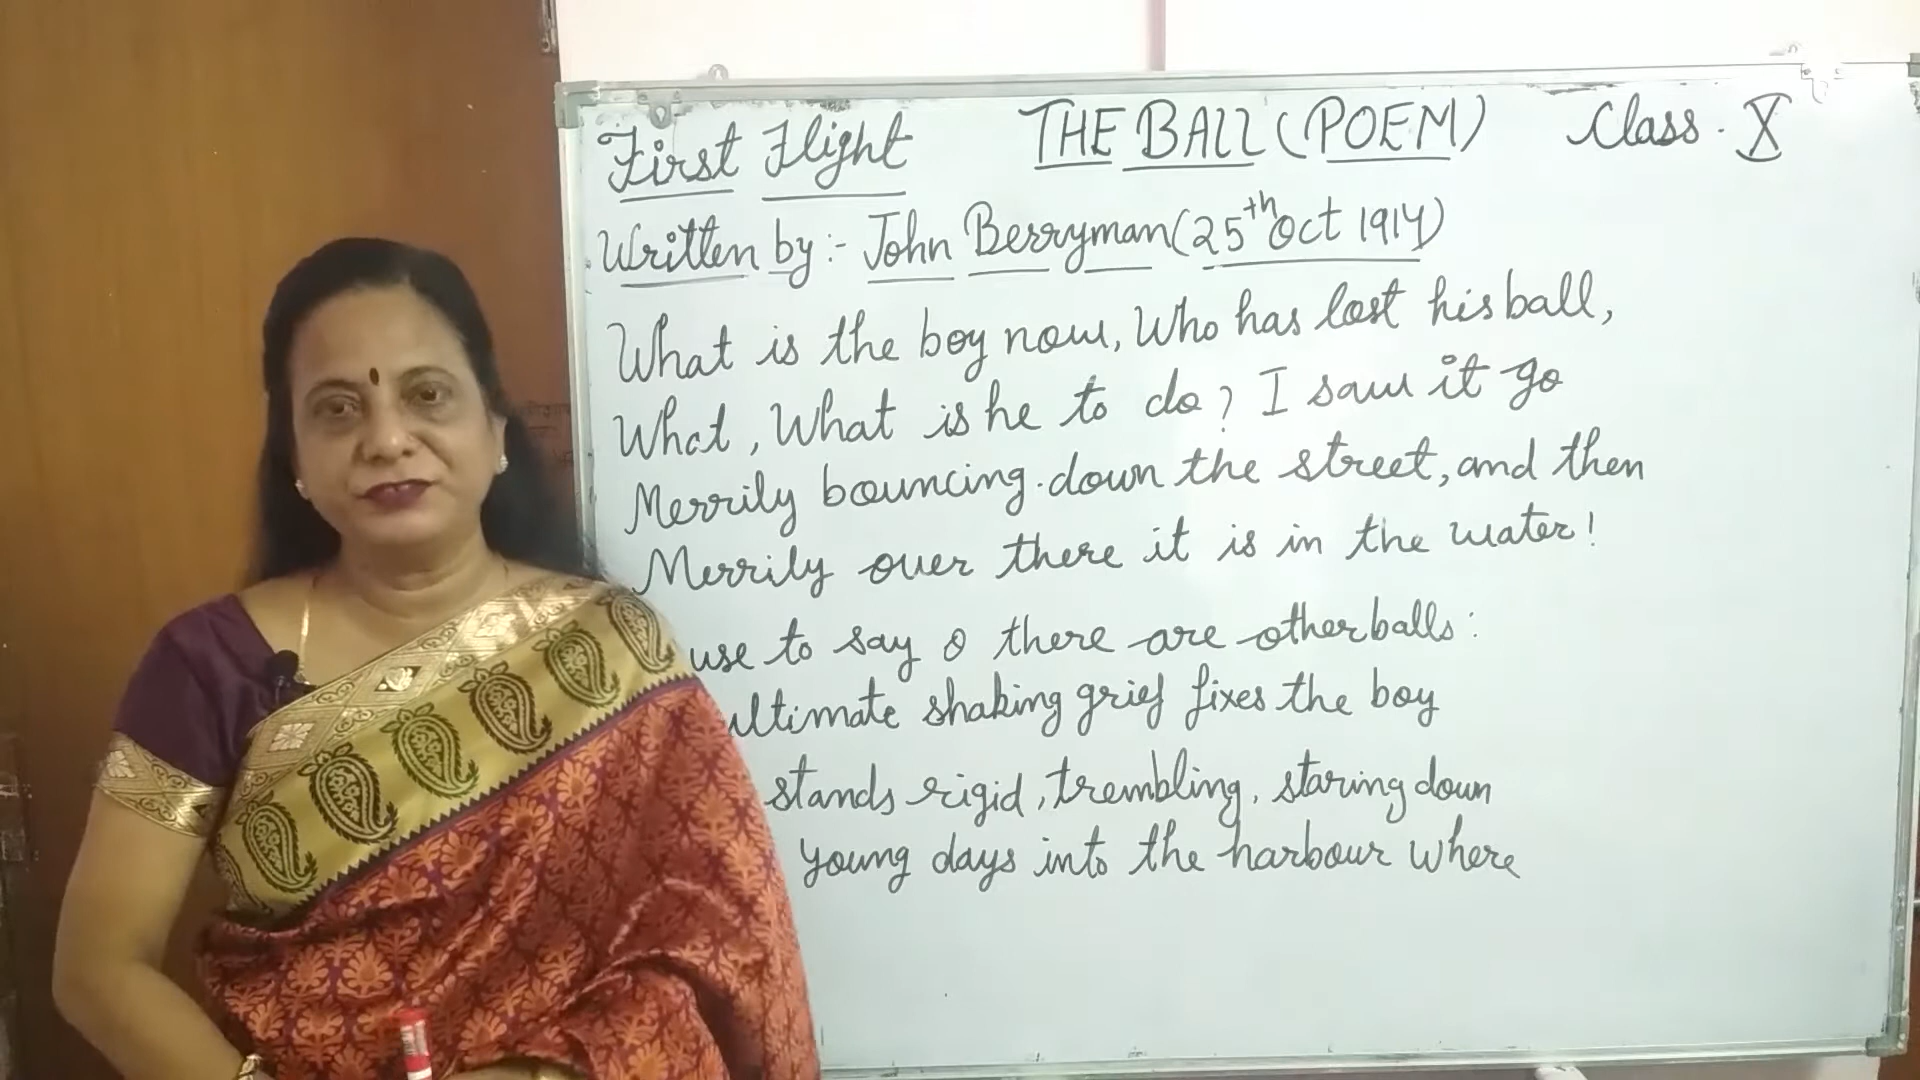 First Flight THE BALL (POEM) Class. X
Written by:- John Berryman (25th Oct 1914)
What is the boy now, Who has lost his ball,
What, What is he to do? I saw it go
Merrily bouncing. down the street, and then
Merrily over there it is in the water!
use to say o there are other balls:
ultimate shaking grief fixes the boy
stands rigid, trembling, staring down
young days into the harbour where